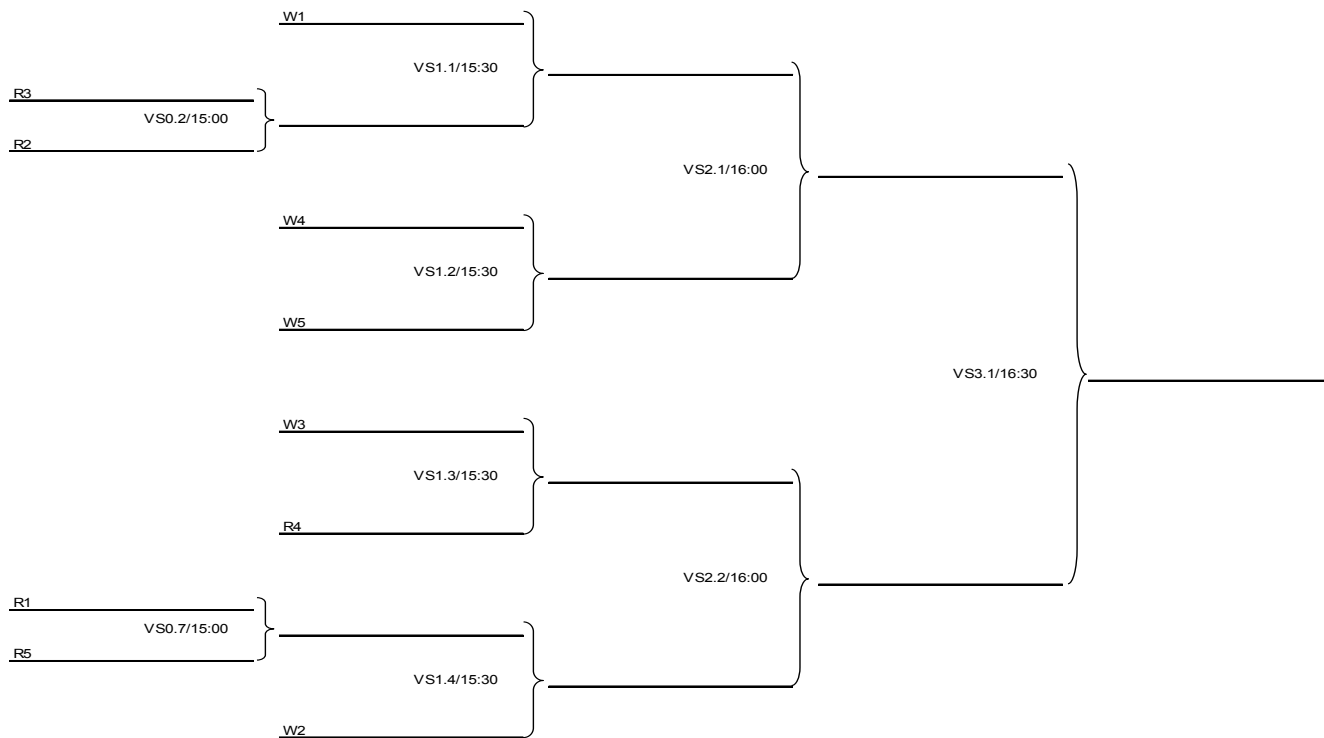 W1
VS1.1/15:30
R3
VS0.2/15:00
R2
VS2.1/16:00
W4
VS1.2/15:30
W5
VS3.1/16:30
W3
VS1.3/15:30
R4
VS2.2/16:00
R1
VS0.7/15:00
R5
VS1.4/15:30
W2